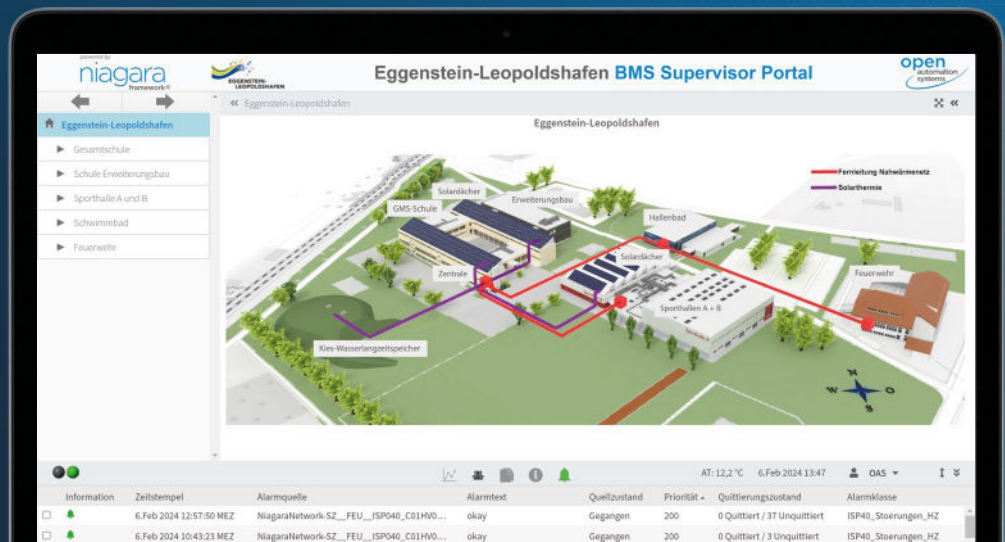 powered by
niagara
framework®
EGGENSTEIN-
LEOPOLDSHAFEN
Eggenstein-Leopoldshafen BMS Supervisor Portal
open
automation
systems
« Eggenstein-Leopoldshafen
Eggenstein-Leopoldshafen
Gesamtschule
Schule Erweiterungsbau
Sporthalle A und B
Schwimmbad
Feuerwehr
Eggenstein-Leopoldshafen
Fernleitung Nahwärmenetz
Solarthermie
Solardächer
Erweiterungsbau
GMS-Schule
Hallenbad
Solardächer
Zentrale
Feuerwehr
Sporthallen A + B
Kies-Wasserlangzeitspeicher
N
W O
S
AT: 12,2 °C 6.Feb 2024 13:47 OAS
Information Zeitstempel Alarmquelle Alarmtext Quellzustand Priorität Quittierungszustand Alarmklasse
6.Feb 2024 12:57:50 MEZ NiagaraNetwork-SZ__FEU__ISP040_C01HV0... okay Gegangen 200 0 Quittiert / 37 Unquittiert ISP40_Stoerungen_HZ
6.Feb 2024 10:43:23 MEZ NiagaraNetwork-SZ__FEU__ISP040_C01HV0... okay Gegangen 200 0 Quittiert / 3 Unquittiert ISP40_Stoerungen_HZ